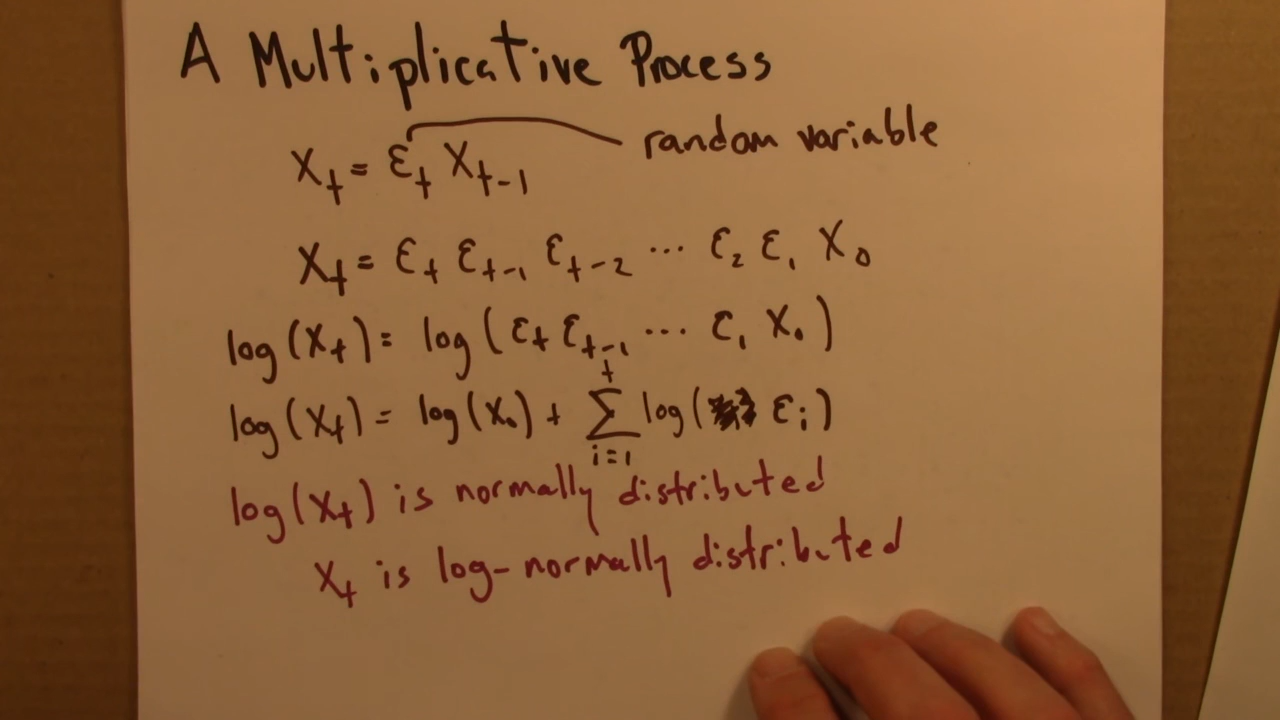 A Multiplicative Process
random variable
X_t = ε_t X_{t-1}
X_t = ε_t ε_{t-1} ε_{t-2} ... ε_2 ε_1 X_0
log(X_t) = log(ε_t ε_{t-1} ... ε_1 X_0)
log(X_t) = log(X_0) + ∑_{i=1}^{t} log(ε_i)
log(X_t) is normally distributed
X_t is log-normally distributed